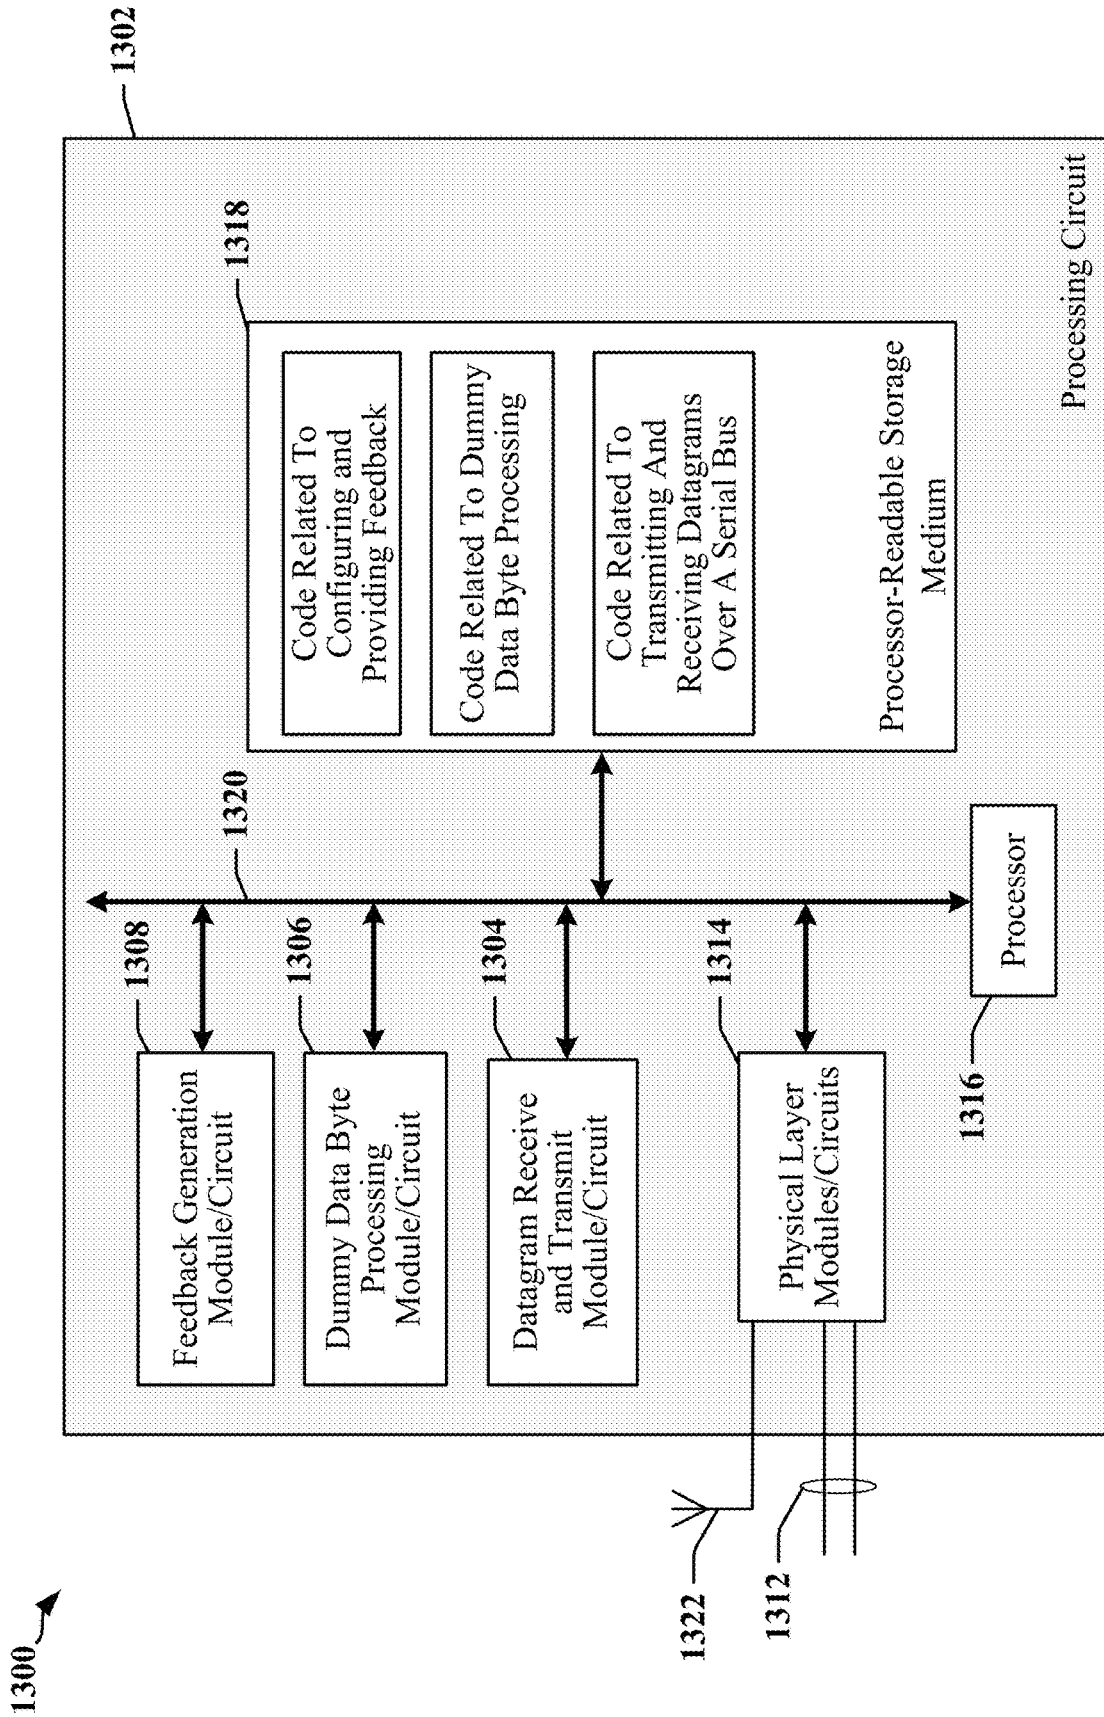 1300
1302
1308
Feedback Generation
Module/Circuit
1306
Dummy Data Byte
Processing
Module/Circuit
1304
Datagram Receive
and Transmit
Module/Circuit
1314
Physical Layer
Modules/Circuits
1322
1312
1320
1316
Processor
1318
Code Related To
Configuring and
Providing Feedback
Code Related To Dummy
Data Byte Processing
Code Related To
Transmitting And
Receiving Datagrams
Over A Serial Bus
Processor-Readable Storage
Medium
Processing Circuit